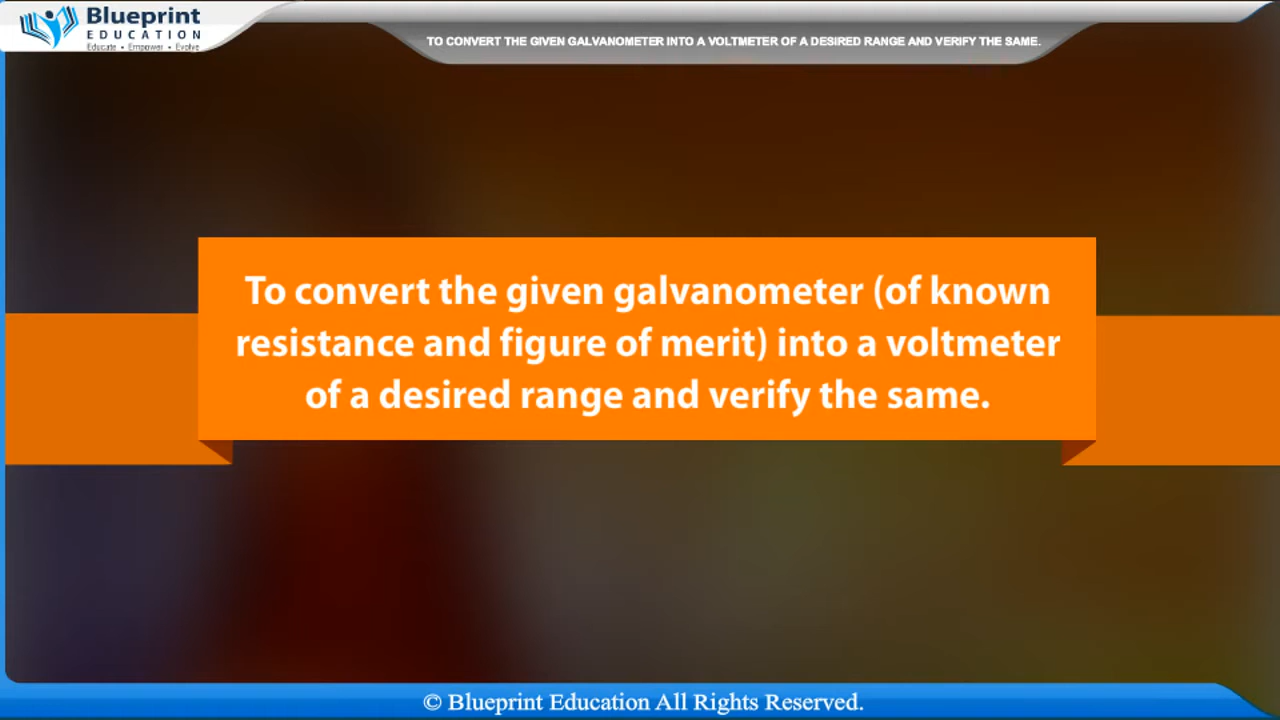 Blueprint
EDUCATION
Educate • Empower • Evolve
TO CONVERT THE GIVEN GALVANOMETER INTO A VOLTMETER OF A DESIRED RANGE AND VERIFY THE SAME.
To convert the given galvanometer (of known
resistance and figure of merit) into a voltmeter
of a desired range and verify the same.
© Blueprint Education All Rights Reserved.